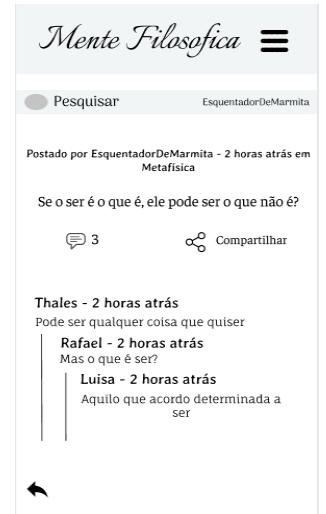 Mente Filosofica
Pesquisar EsquentadorDeMarmita
Postado por EsquentadorDeMarmita - 2 horas atrás em
Metafísica
Se o ser é o que é, ele pode ser o que não é?
3 Compartilhar
Thales - 2 horas atrás
Pode ser qualquer coisa que quiser
Rafael - 2 horas atrás
Mas o que é ser?
Luisa - 2 horas atrás
Aquilo que acordo determinada a
ser